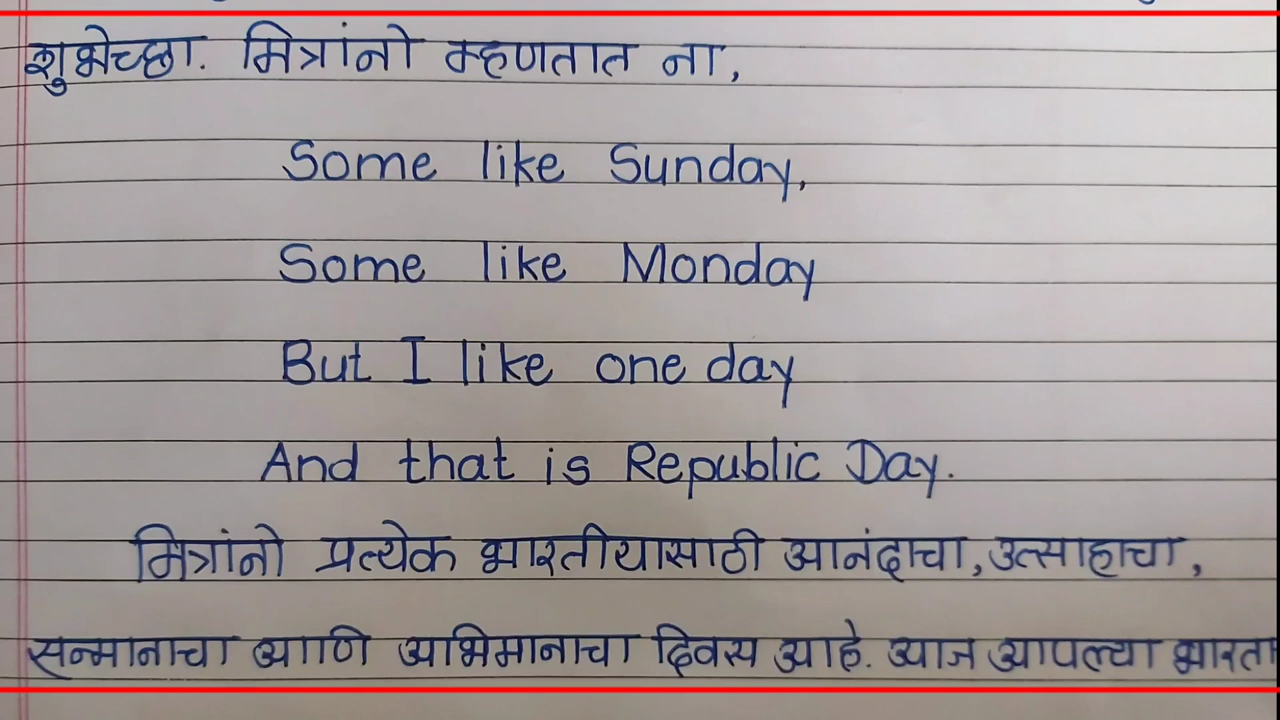 शुभेच्छा. मित्रांनो म्हणतात ना,
Some like Sunday,
Some like Monday
But I like one day
And that is Republic Day.
मित्रांनो प्रत्येक भारतीयासाठी आनंदाचा, उत्साहाचा,
सन्मानाचा आणि अभिमानाचा दिवस आहे. आज आपल्या भारता